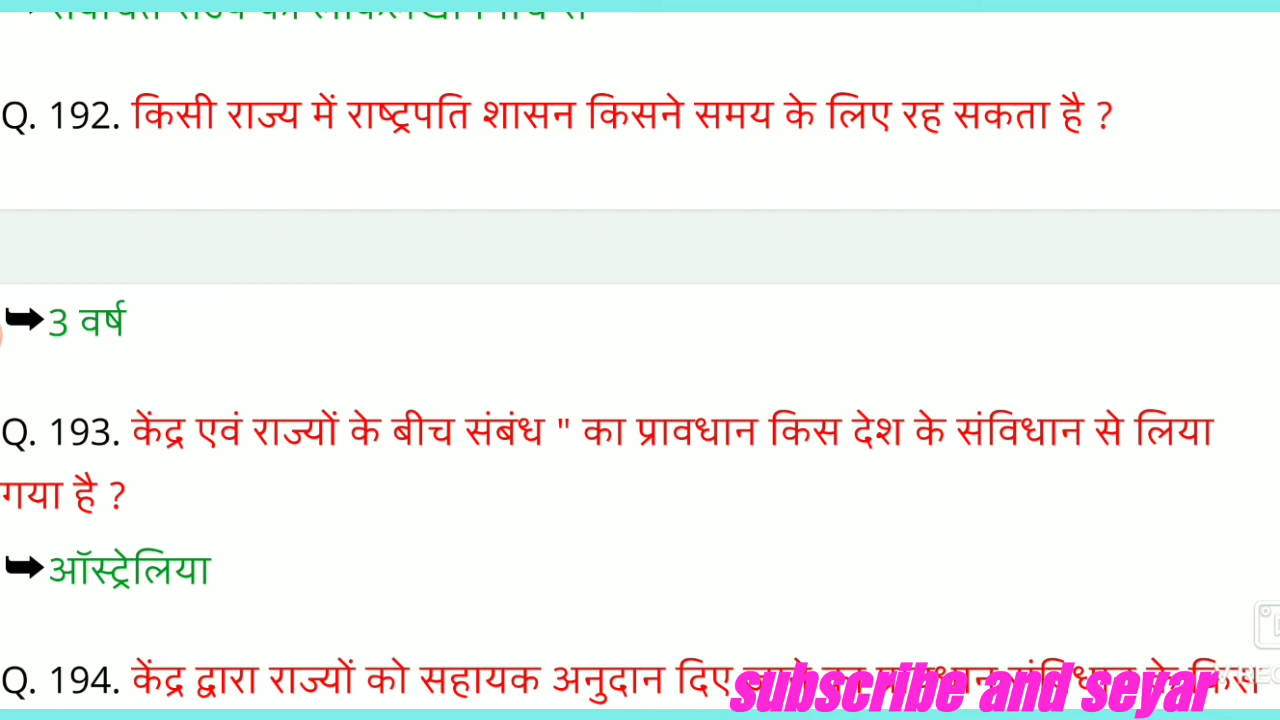 Q. 192. किसी राज्य में राष्ट्रपति शासन किसने समय के लिए रह सकता है ?
➥3 वर्ष
Q. 193. केंद्र एवं राज्यों के बीच संबंध " का प्रावधान किस देश के संविधान से लिया
गया है ?
➥ऑस्ट्रेलिया
Q. 194. केंद्र द्वारा राज्यों को सहायक अनुदान दिए
subscribe and seyar